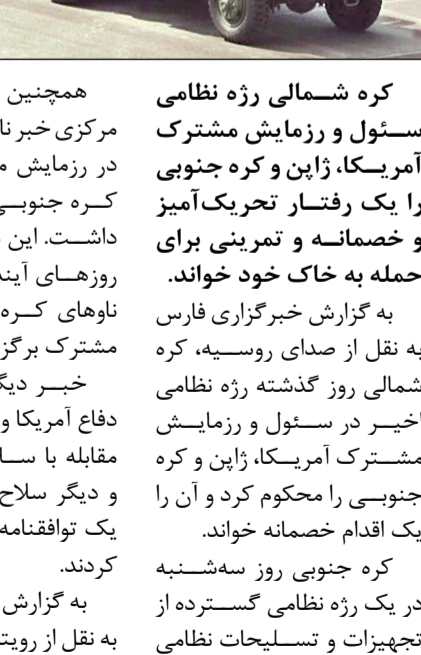 کره شمالی رژه نظامی
سئول و رزمایش مشترک
آمریکا، ژاپن و کره جنوبی
را یک رفتار تحریک‌آمیز
و خصمانه و تمرینی برای
حمله به خاک خود خواند.
به گزارش خبرگزاری فارس
به نقل از صدای روسیه، کره
شمالی روز گذشته رژه نظامی
اخیر در سئول و رزمایش
مشترک آمریکا، ژاپن و کره
جنوبی را محکوم کرد و آن را
یک اقدام خصمانه خواند.
کره جنوبی روز سه‌شنبه
در یک رژه نظامی گسترده از
تجهیزات و تسلیحات نظامی
همچنین
مرکزی خبر
در رزمایش
کره جنوبی
داشت. این
روزهای
ناوهای کره
مشترک
خبر
دفاع آمریکا و
مقابله با
و دیگر سلاح
یک توافقنامه
کردند.
به گزارش
به نقل از